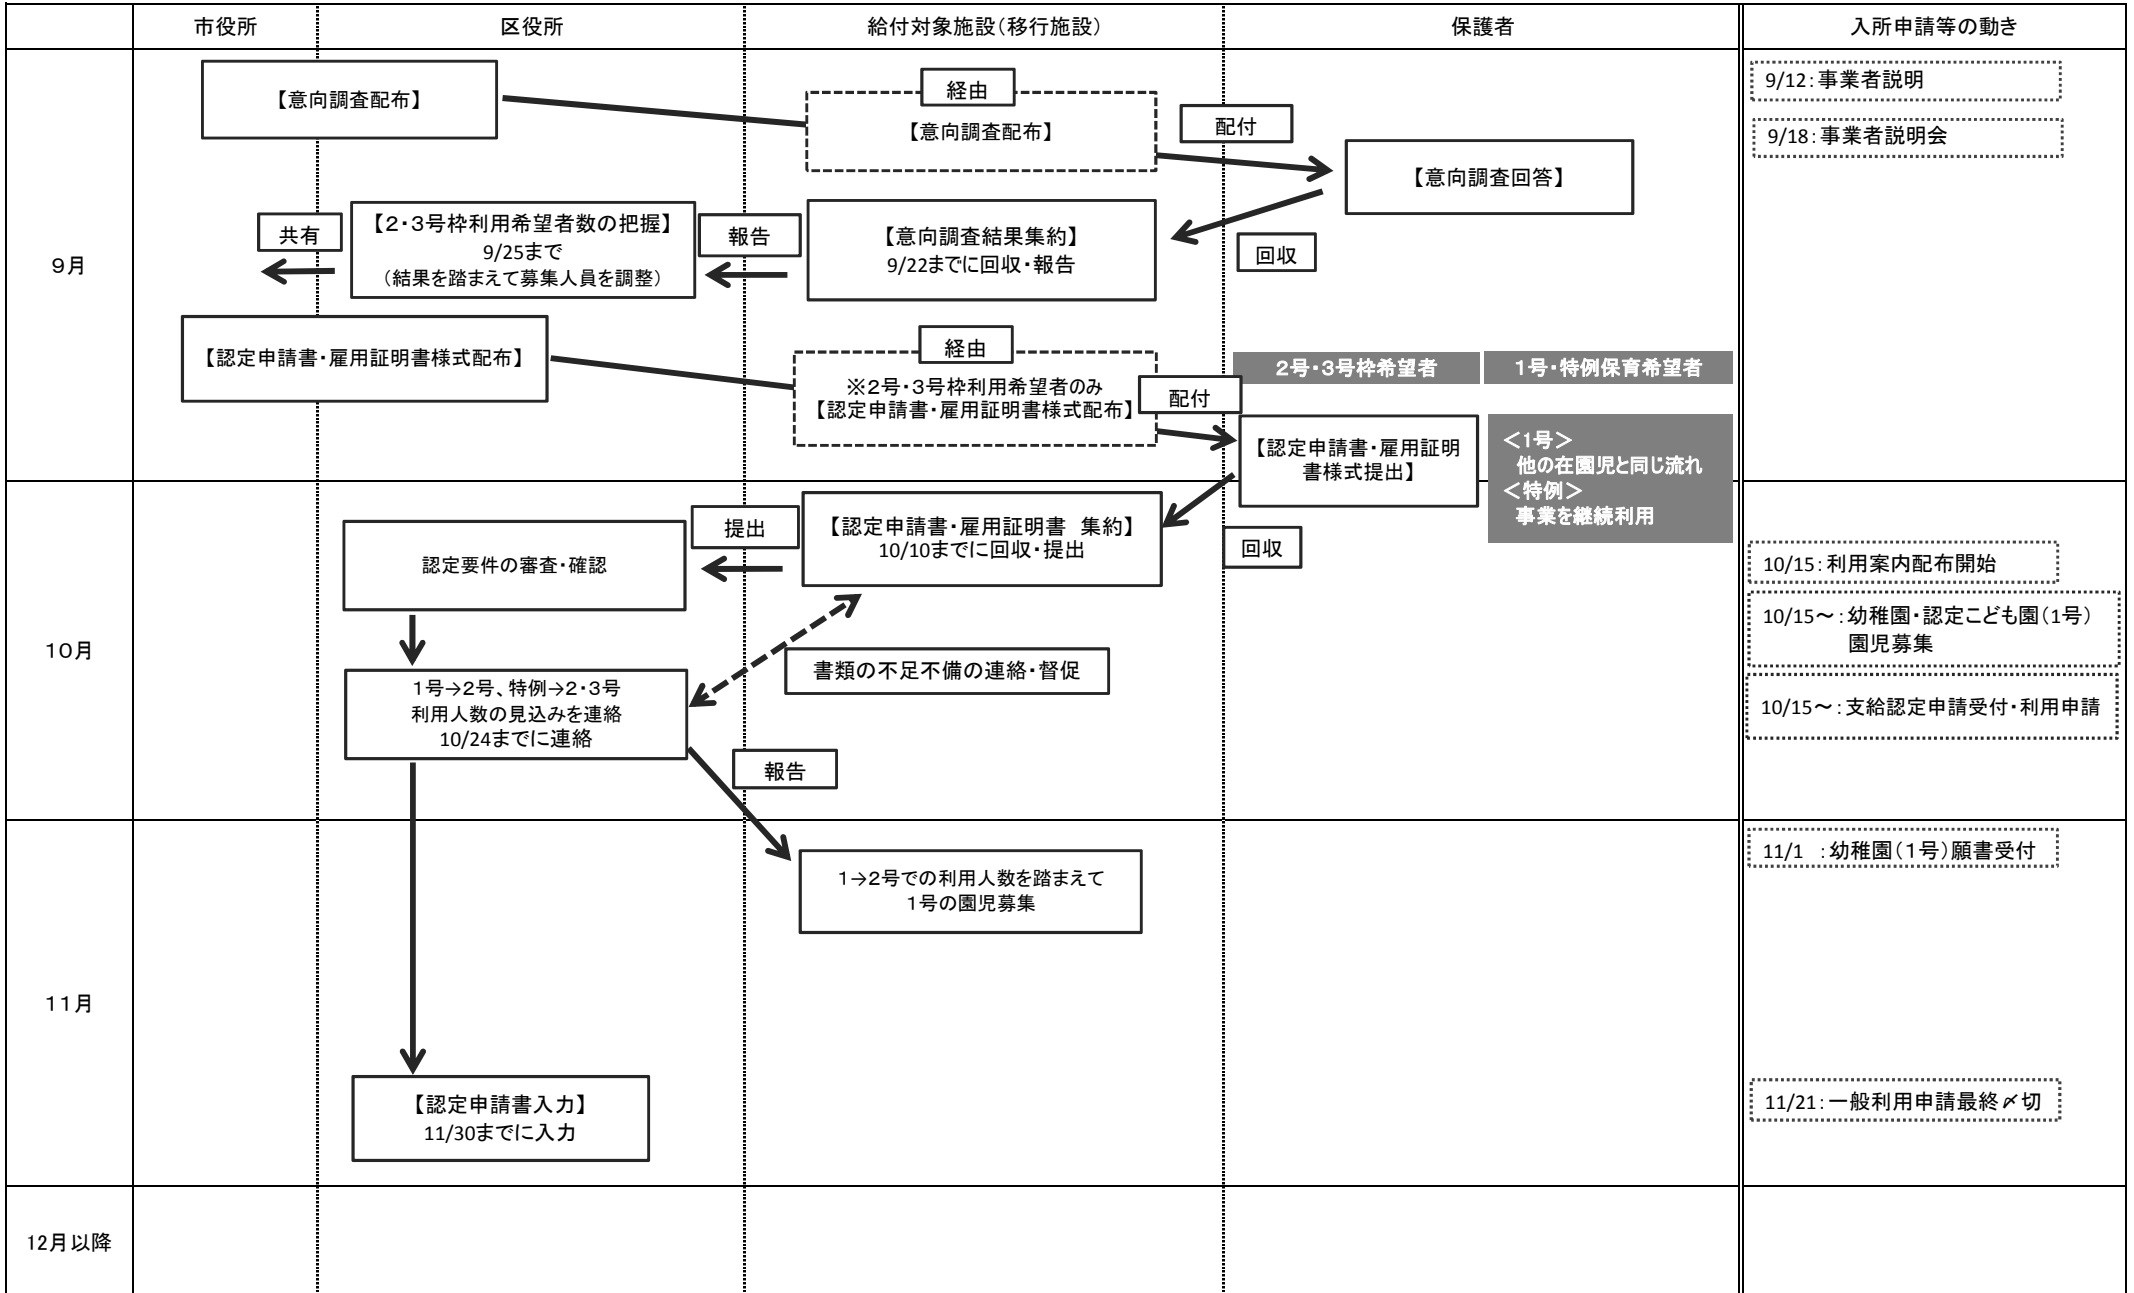 市役所
区役所
給付対象施設（移行施設）
保護者
入所申請等の動き
9月
【意向調査配布】
経由
【意向調査配布】
配付
【意向調査回答】
9/12：事業者説明
9/18：事業者説明会
共有
【２・３号枠利用希望者数の把握】
9/25まで
（結果を踏まえて募集人員を調整）
報告
【意向調査結果集約】
9/22までに回収・報告
回収
【認定申請書・雇用証明書様式配布】
経由
※２号・３号枠利用希望者のみ
【認定申請書・雇用証明書様式配布】
配付
２号・３号枠希望者
１号・特例保育希望者
【認定申請書・雇用証明
書様式提出】
＜１号＞
他の在園児と同じ流れ
＜特例＞
事業を継続利用
10月
認定要件の審査・確認
提出
【認定申請書・雇用証明書　集約】
10/10までに回収・提出
回収
10/15：利用案内配布開始
10/15～：幼稚園・認定こども園（１号）
園児募集
10/15～：支給認定申請受付・利用申請
書類の不足不備の連絡・督促
１号→２号、特例→２・３号
利用人数の見込みを連絡
10/24までに連絡
報告
11月
１→２号での利用人数を踏まえて
１号の園児募集
11/1　：幼稚園（１号）願書受付
【認定申請書入力】
11/30までに入力
11/21：一般利用申請最終〆切
12月以降